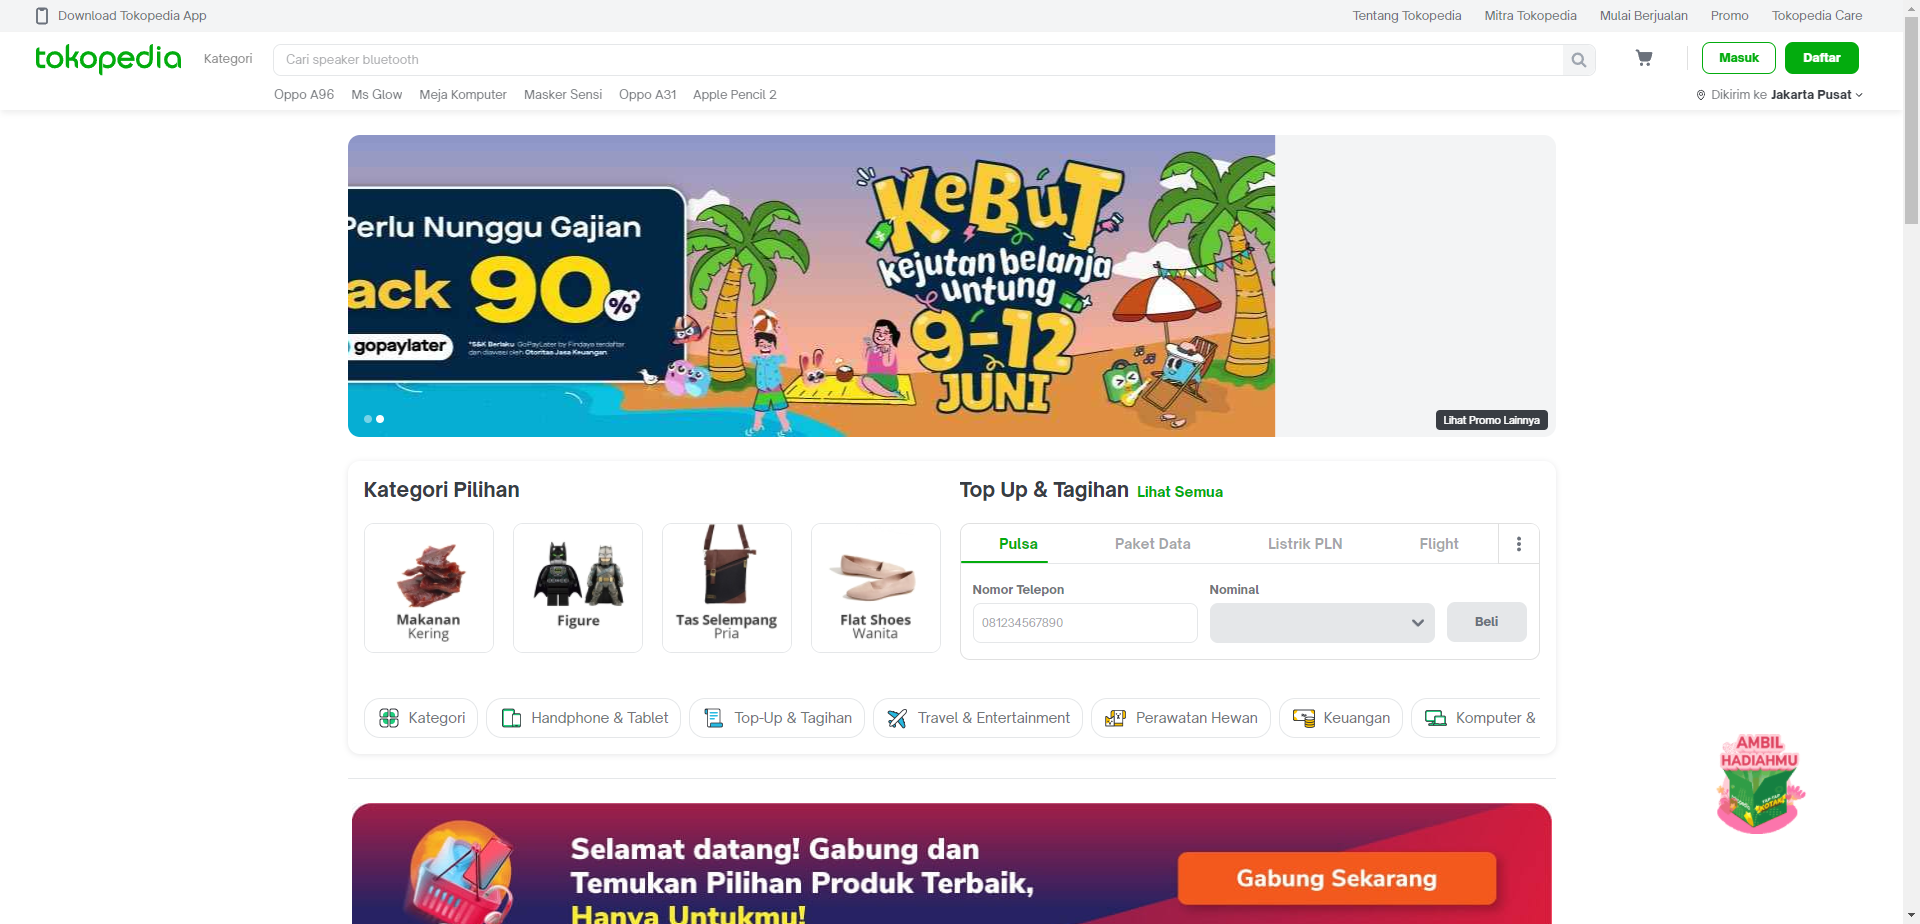 Download Tokopedia App
Tentang Tokopedia
Mitra Tokopedia
Mulai Berjualan
Promo
Tokopedia Care
tokopedia
Kategori
Cari speaker bluetooth
Masuk
Daftar
Oppo A96
Ms Glow
Meja Komputer
Masker Sensi
Oppo A31
Apple Pencil 2
Dikirim ke Jakarta Pusat
Perlu Nunggu Gajian
ack 90%*
gopaylater
*S&K Berlaku GoPayLater by Findaya terdaftar
dan diawasi oleh Otoritas Jasa Keuangan.
KeBUT
kejutan belanja
untung
9-12
JUNI
Lihat Promo Lainnya
Kategori Pilihan
Makanan
Kering
Figure
Tas Selempang
Pria
Flat Shoes
Wanita
Top Up & Tagihan Lihat Semua
Pulsa
Paket Data
Listrik PLN
Flight
Nomor Telepon
Nominal
081234567890
Beli
Kategori
Handphone & Tablet
Top-Up & Tagihan
Travel & Entertainment
Perawatan Hewan
Keuangan
Komputer &
AMBIL
HADIAHMU
TAP-TAP
KOTAK
Selamat datang! Gabung dan
Temukan Pilihan Produk Terbaik,
Hanya Untukmu!
Gabung Sekarang